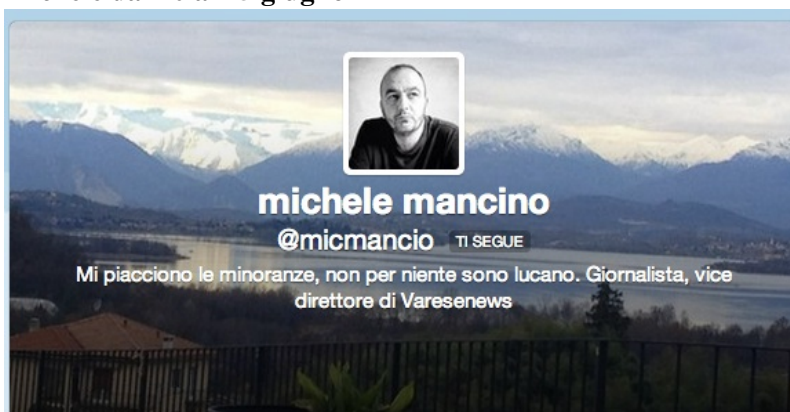 michele mancino
@micmancio TI SEGUE
Mi piacciono le minoranze, non per niente sono lucano. Giornalista, vice
direttore di Varesenews